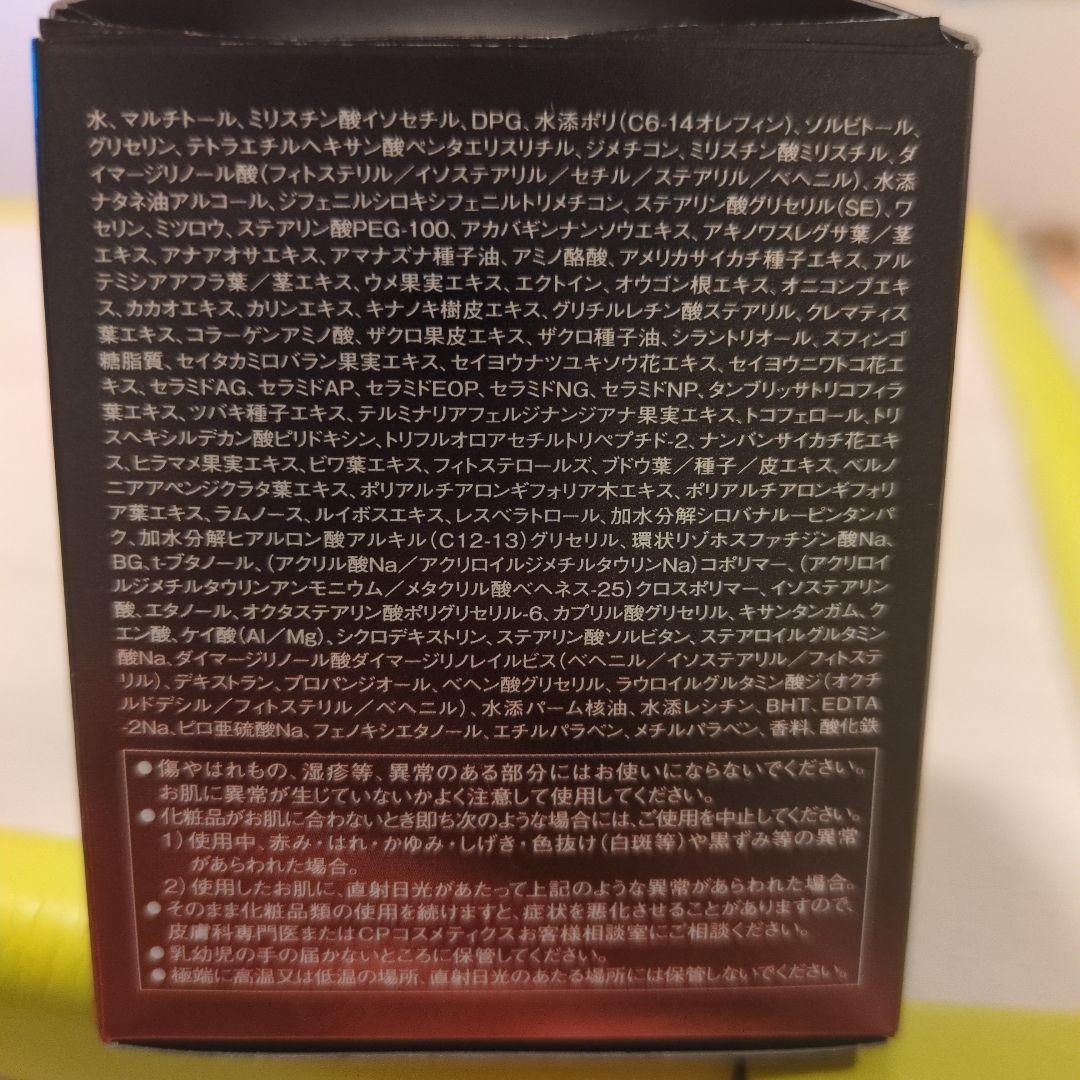 水、マルチトール、ミリスチン酸イソセチル、DPG、水添ポリ(C6-14オレフィン)、ソルビトール、
グリセリン、テトラエチルヘキサン酸ペンタエリスリチル、ジメチコン、ミリスチン酸ミリスチル、ダ
イマージリノール酸(フィトステリル／イソステアリル／セチル／ステアリル／ベヘニル)、水添
ナタネ油アルコール、ジフェニルシロキシフェニルトリメチコン、ステアリン酸グリセリル(SE)、ワ
セリン、ミツロウ、ステアリン酸PEG-100、アカバギンナンソウエキス、アキノワスレグサ葉／茎
エキス、アナアオサエキス、アマナズナ種子油、アミノ酪酸、アメリカサイカチ種子エキス、アル
テミシアアフラ葉／茎エキス、ウメ果実エキス、エクトイン、オウゴン根エキス、オニコンブエキ
ス、カカオエキス、カリンエキス、キナノキ樹皮エキス、グリチルレチン酸ステアリル、クレマティス
葉エキス、コラーゲンアミノ酸、ザクロ果皮エキス、ザクロ種子油、シラントリオール、スフィンゴ
糖脂質、セイタカミロバラン果実エキス、セイヨウナツユキソウ花エキス、セイヨウニワトコ花エ
キス、セラミドAG、セラミドAP、セラミドEOP、セラミドNG、セラミドNP、タンブリッサトリコフィラ
葉エキス、ツバキ種子エキス、テルミナリアフェルジナンジアナ果実エキス、トコフェロール、トリ
スヘキシルデカン酸ピリドキシン、トリフルオロアセチルトリペプチド-2、ナンバンサイカチ花エキ
ス、ヒラマメ果実エキス、ビワ葉エキス、フィトステロールズ、ブドウ葉／種子／皮エキス、ベルノ
ニアアペンジクラタ葉エキス、ポリアルチアロンギフォリア木エキス、ポリアルチアロンギフォリ
ア葉エキス、ラムノース、ルイボスエキス、レスベラトロール、加水分解シロバナルーピンタンパ
ク、加水分解ヒアルロン酸アルキル(C12-13)グリセリル、環状リゾホスファチジン酸Na、
BG、t-ブタノール、(アクリル酸Na／アクリロイルジメチルタウリンNa)コポリマー、(アクリロイ
ルジメチルタウリンアンモニウム／メタクリル酸ベヘネス-25)クロスポリマー、イソステアリン
酸、エタノール、オクタステアリン酸ポリグリセリル-6、カプリル酸グリセリル、キサンタンガム、ク
エン酸、ケイ酸(Al／Mg)、シクロデキストリン、ステアリン酸ソルビタン、ステアロイルグルタミン
酸Na、ダイマージリノール酸ダイマージリノレイルビス(ベヘニル／イソステアリル／フィトステ
リル)、デキストラン、プロパンジオール、ベヘン酸グリセリル、ラウロイルグルタミン酸ジ(オクチ
ルドデシル／フィトステリル／ベヘニル)、水添パーム核油、水添レシチン、BHT、EDTA
-2Na、ピロ亜硫酸Na、フェノキシエタノール、エチルパラベン、メチルパラベン、香料、酸化鉄
●傷やはれもの、湿疹等、異常のある部分にはお使いにならないでください。
お肌に異常が生じていないかよく注意して使用してください。
●化粧品がお肌に合わないとき即ち次のような場合には、ご使用を中止してください。
1)使用中、赤み・はれ・かゆみ・しげき・色抜け(白斑等)や黒ずみ等の異常
があらわれた場合。
2)使用したお肌に、直射日光があたって上記のような異常があらわれた場合。
●そのまま化粧品類の使用を続けますと、症状を悪化させることがありますので、
皮膚科専門医またはCPコスメティクスお客様相談室にご相談ください。
●乳幼児の手の届かないところに保管してください。
●極端に高温又は低温の場所、直射日光のあたる場所には保管しないでください。